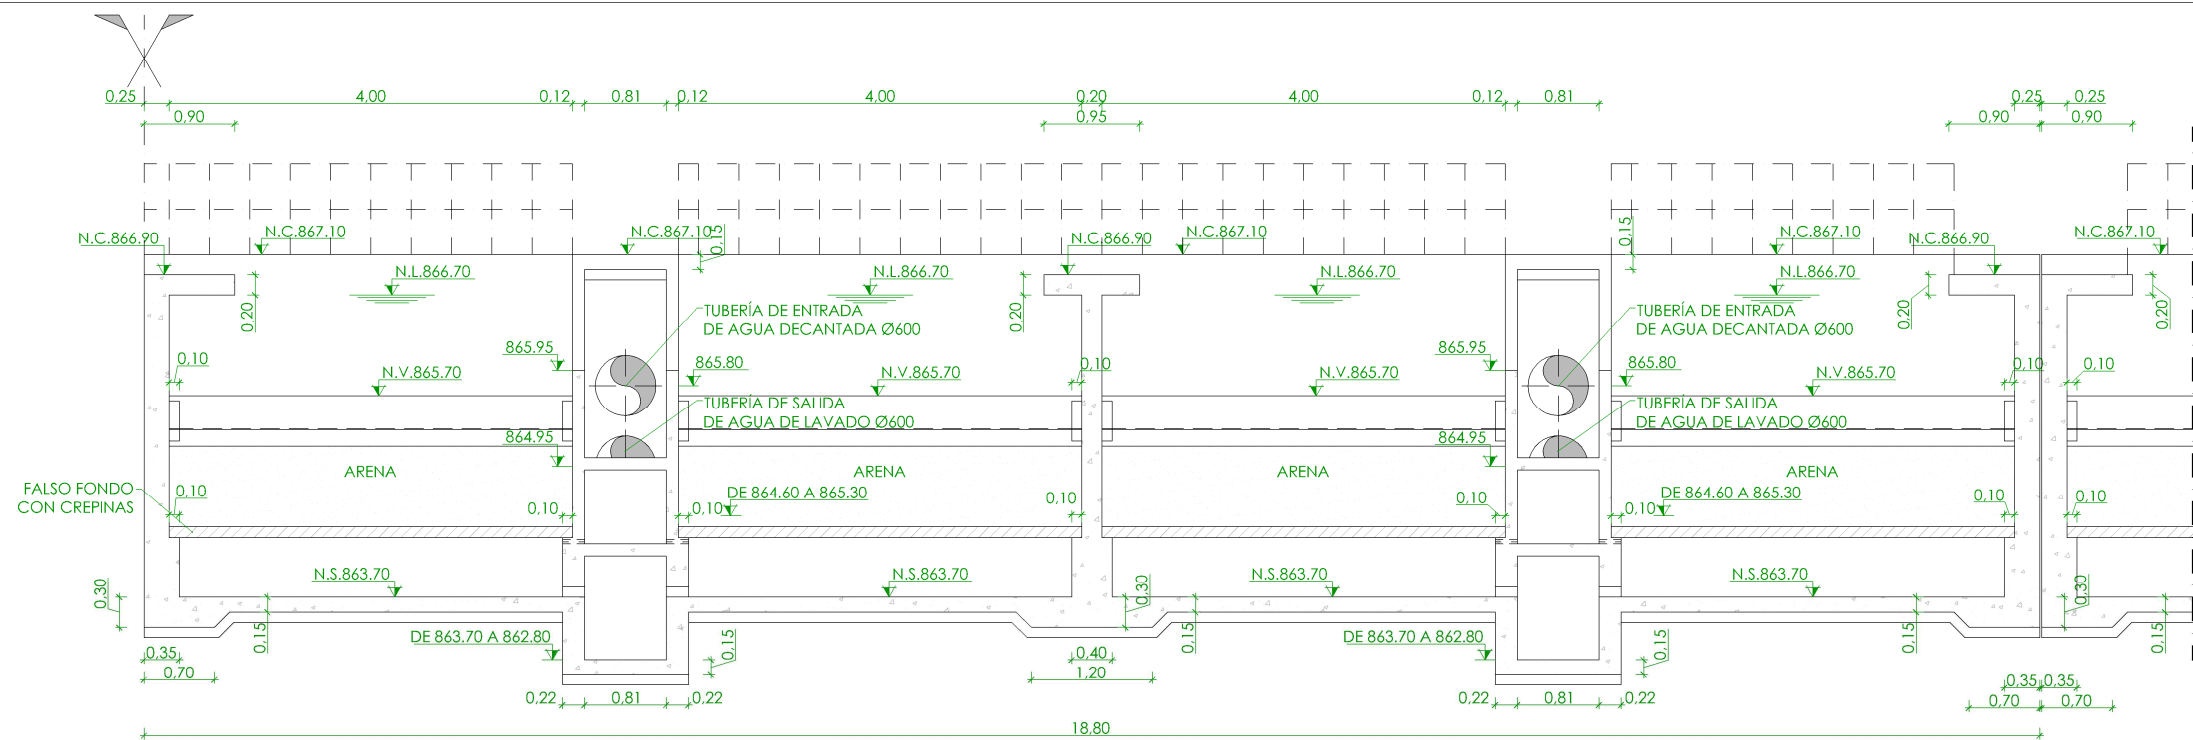 0,25
4,00
0,12
0,81
0,12
4,00
0,20
4,00
0,12
0,81
0,25
0,25
0,90
0,95
0,90
0,90
N.C.866.90
N.C.867.10
N.C.867.10
0,15
N.C.866.90
N.C.867.10
0,15
N.C.867.10
N.C.866.90
N.C.867.10
N.L.866.70
N.L.866.70
N.L.866.70
N.L.866.70
0,20
0,20
0,20
0,20
TUBERÍA DE ENTRADA
DE AGUA DECANTADA Ø600
TUBERÍA DE ENTRADA
DE AGUA DECANTADA Ø600
0,10
865.95
865.80
0,10
865.95
865.80
0,10
0,10
N.V.865.70
N.V.865.70
N.V.865.70
N.V.865.70
TUBERÍA DE SALIDA
DE AGUA DE LAVADO Ø600
TUBERÍA DE SALIDA
DE AGUA DE LAVADO Ø600
864.95
864.95
ARENA
ARENA
ARENA
ARENA
FALSO FONDO
CON CREPINAS
0,10
0,10
0,10
DE 864.60 A 865.30
0,10
0,10
0,10
DE 864.60 A 865.30
0,10
0,10
N.S.863.70
N.S.863.70
N.S.863.70
N.S.863.70
0,30
0,15
0,30
0,15
0,15
0,30
0,15
DE 863.70 A 862.80
0,15
DE 863.70 A 862.80
0,15
0,35
0,70
0,40
1,20
0,35
0,35
0,70
0,70
0,22
0,81
0,22
0,22
0,81
0,22
18,80